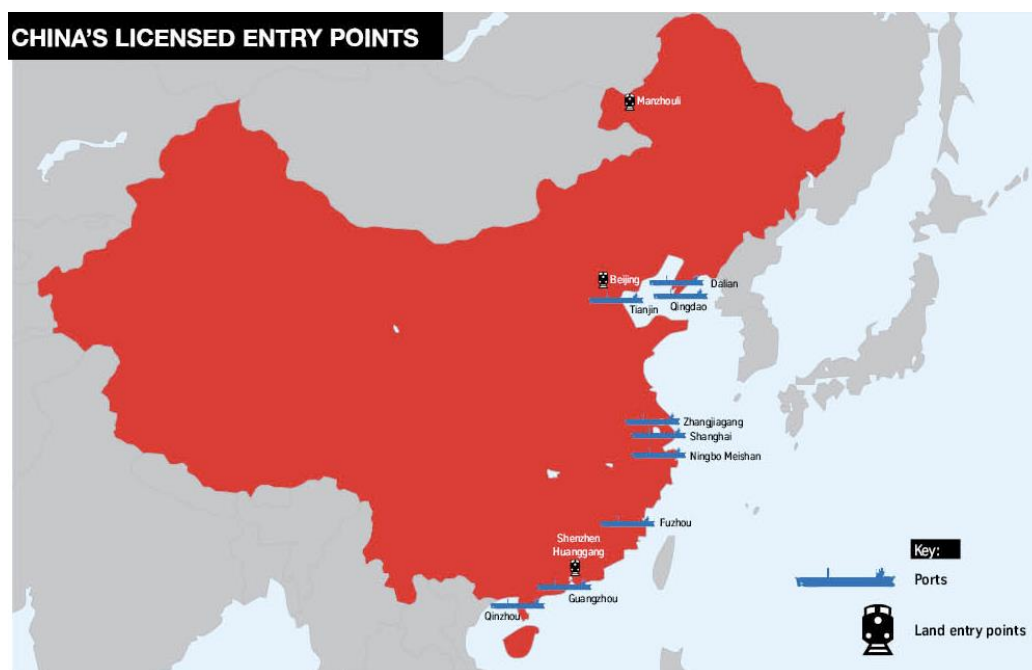 CHINA'S LICENSED ENTRY POINTS
Manzhouli
Beijing
Dalian
Tianjin
Qingdao
Zhangjiagang
Shanghai
Ningbo Meishan
Fuzhou
Shenzhen
Huanggang
Guangzhou
Qinzhou
Key:
Ports
Land entry points